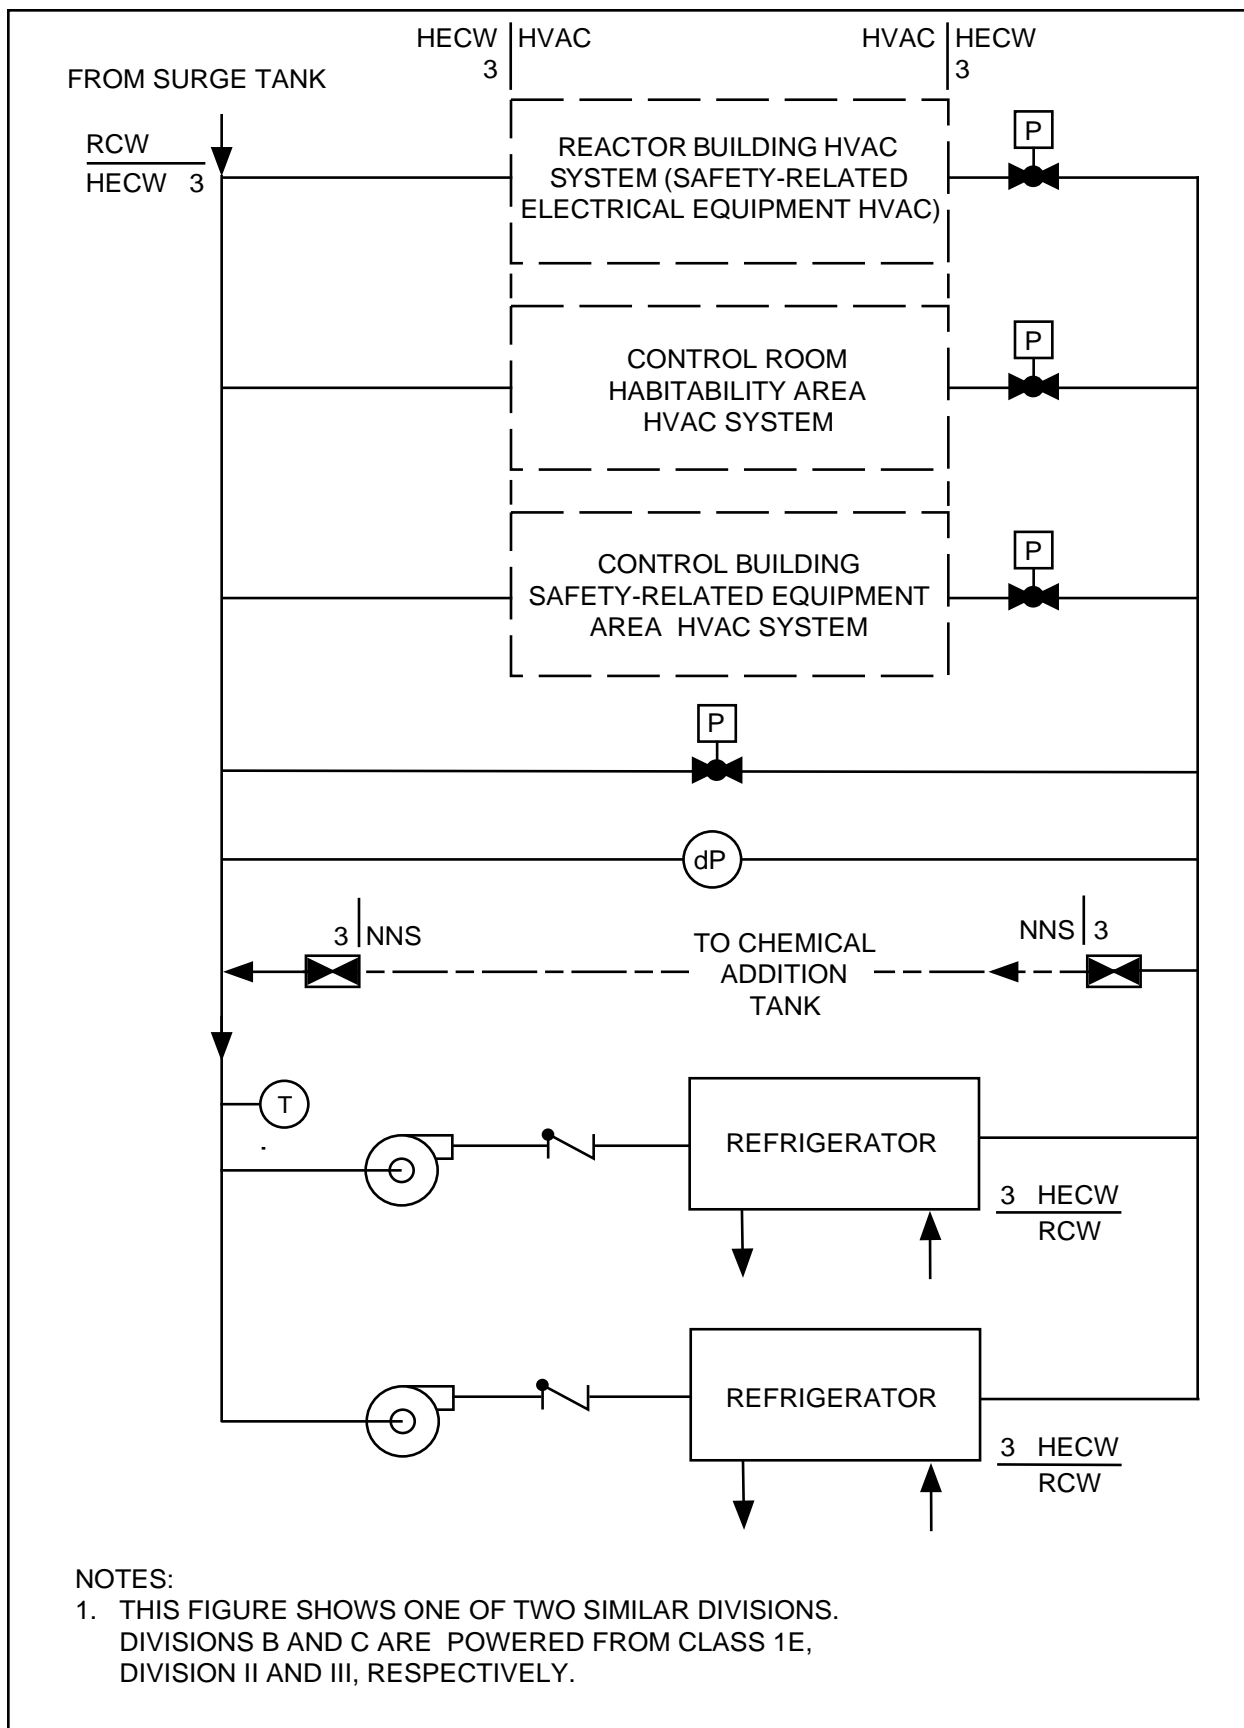 HECW HVAC
3
HVAC HECW
3
FROM SURGE TANK
RCW
HECW 3
REACTOR BUILDING HVAC
SYSTEM (SAFETY-RELATED
ELECTRICAL EQUIPMENT HVAC)
P
CONTROL ROOM
HABITABILITY AREA
HVAC SYSTEM
P
CONTROL BUILDING
SAFETY-RELATED EQUIPMENT
AREA HVAC SYSTEM
P
P
dP
3 NNS
TO CHEMICAL
ADDITION
TANK
NNS 3
T
REFRIGERATOR
3 HECW
RCW
REFRIGERATOR
3 HECW
RCW
NOTES:
1. THIS FIGURE SHOWS ONE OF TWO SIMILAR DIVISIONS.
DIVISIONS B AND C ARE POWERED FROM CLASS 1E,
DIVISION II AND III, RESPECTIVELY.